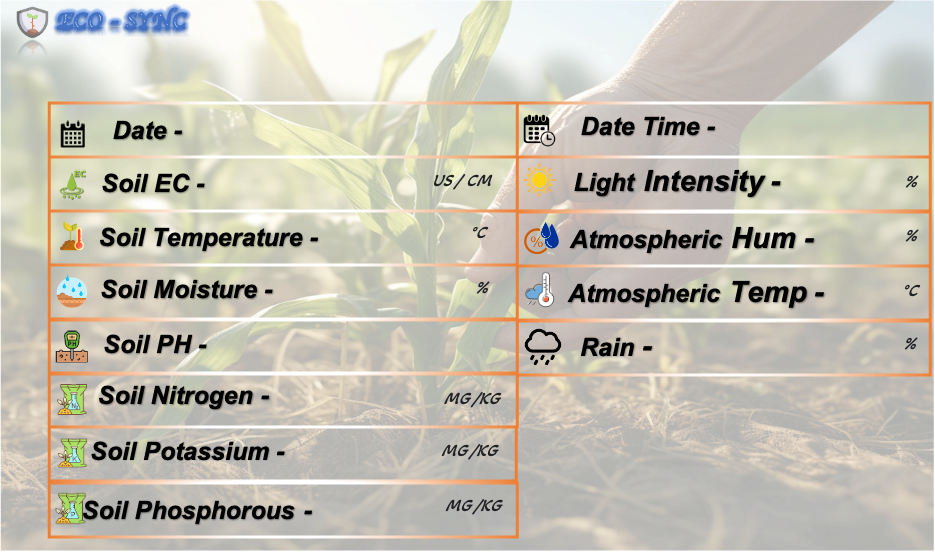 ECO - SYNC
Date -
Soil EC - US / CM
Soil Temperature - °C
Soil Moisture - %
Soil PH -
Soil Nitrogen - MG/KG
Soil Potassium - MG/KG
Soil Phosphorous - MG/KG
Date Time -
Light Intensity - %
Atmospheric Hum - %
Atmospheric Temp - °C
Rain - %